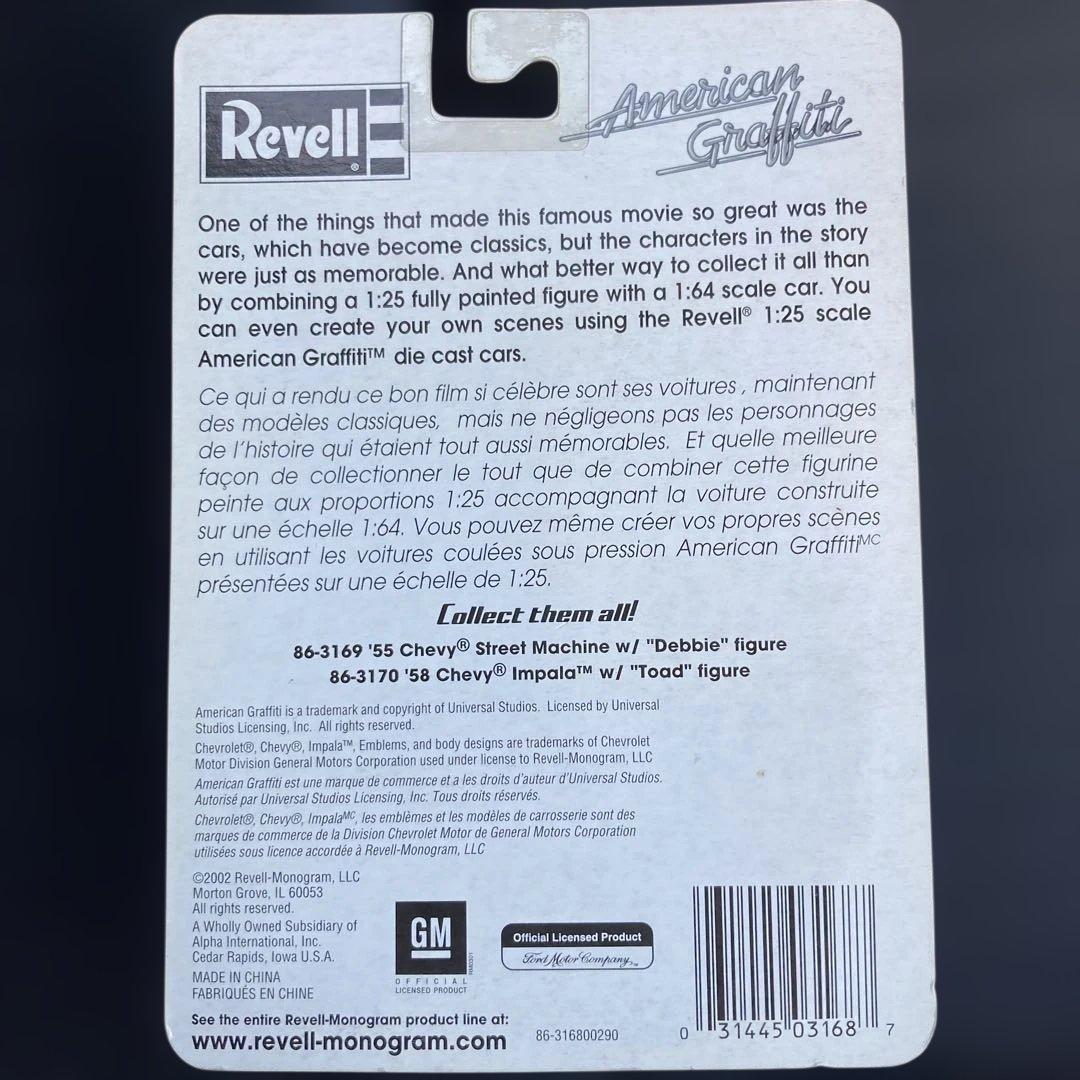 Revell®
American
Graffiti
One of the things that made this famous movie so great was the
cars, which have become classics, but the characters in the story
were just as memorable. And what better way to collect it all than
by combining a 1:25 fully painted figure with a 1:64 scale car. You
can even create your own scenes using the Revell® 1:25 scale
American Graffiti™ die cast cars.
Ce qui a rendu ce bon film si célèbre sont ses voitures , maintenant
des modèles classiques, mais ne négligeons pas les personnages
de l'histoire qui étaient tout aussi mémorables. Et quelle meilleure
façon de collectionner le tout que de combiner cette figurine
peinte aux proportions 1:25 accompagnant la voiture construite
sur une échelle 1:64. Vous pouvez même créer vos propres scènes
en utilisant les voitures coulées sous pression American GraffitiMC
présentées sur une échelle de 1:25.
Collect them all!
86-3169 '55 Chevy® Street Machine w/ "Debbie" figure
86-3170 '58 Chevy® Impala™ w/ "Toad" figure
American Graffiti is a trademark and copyright of Universal Studios. Licensed by Universal
Studios Licensing, Inc. All rights reserved.
Chevrolet®, Chevy®, Impala™, Emblems, and body designs are trademarks of Chevrolet
Motor Division General Motors Corporation used under license to Revell-Monogram, LLC
American Graffiti est une marque de commerce et a les droits d'auteur d'Universal Studios.
Autorisé par Universal Studios Licensing, Inc. Tous droits réservés.
Chevrolet®, Chevy®, ImpalaMC, les emblèmes et les modèles de carrosserie sont des
marques de commerce de la Division Chevrolet Motor de General Motors Corporation
utilisées sous licence accordée à Revell-Monogram, LLC
©2002 Revell-Monogram, LLC
Morton Grove, IL 60053
All rights reserved.
A Wholly Owned Subsidiary of
Alpha International, Inc.
Cedar Rapids, Iowa U.S.A.
MADE IN CHINA
FABRIQUÉS EN CHINE
GM
OFFICIAL
LICENSED PRODUCT
Official Licensed Product
Ford Motor Company™
See the entire Revell-Monogram product line at:
www.revell-monogram.com
86-316800290
0 31445 03168 7